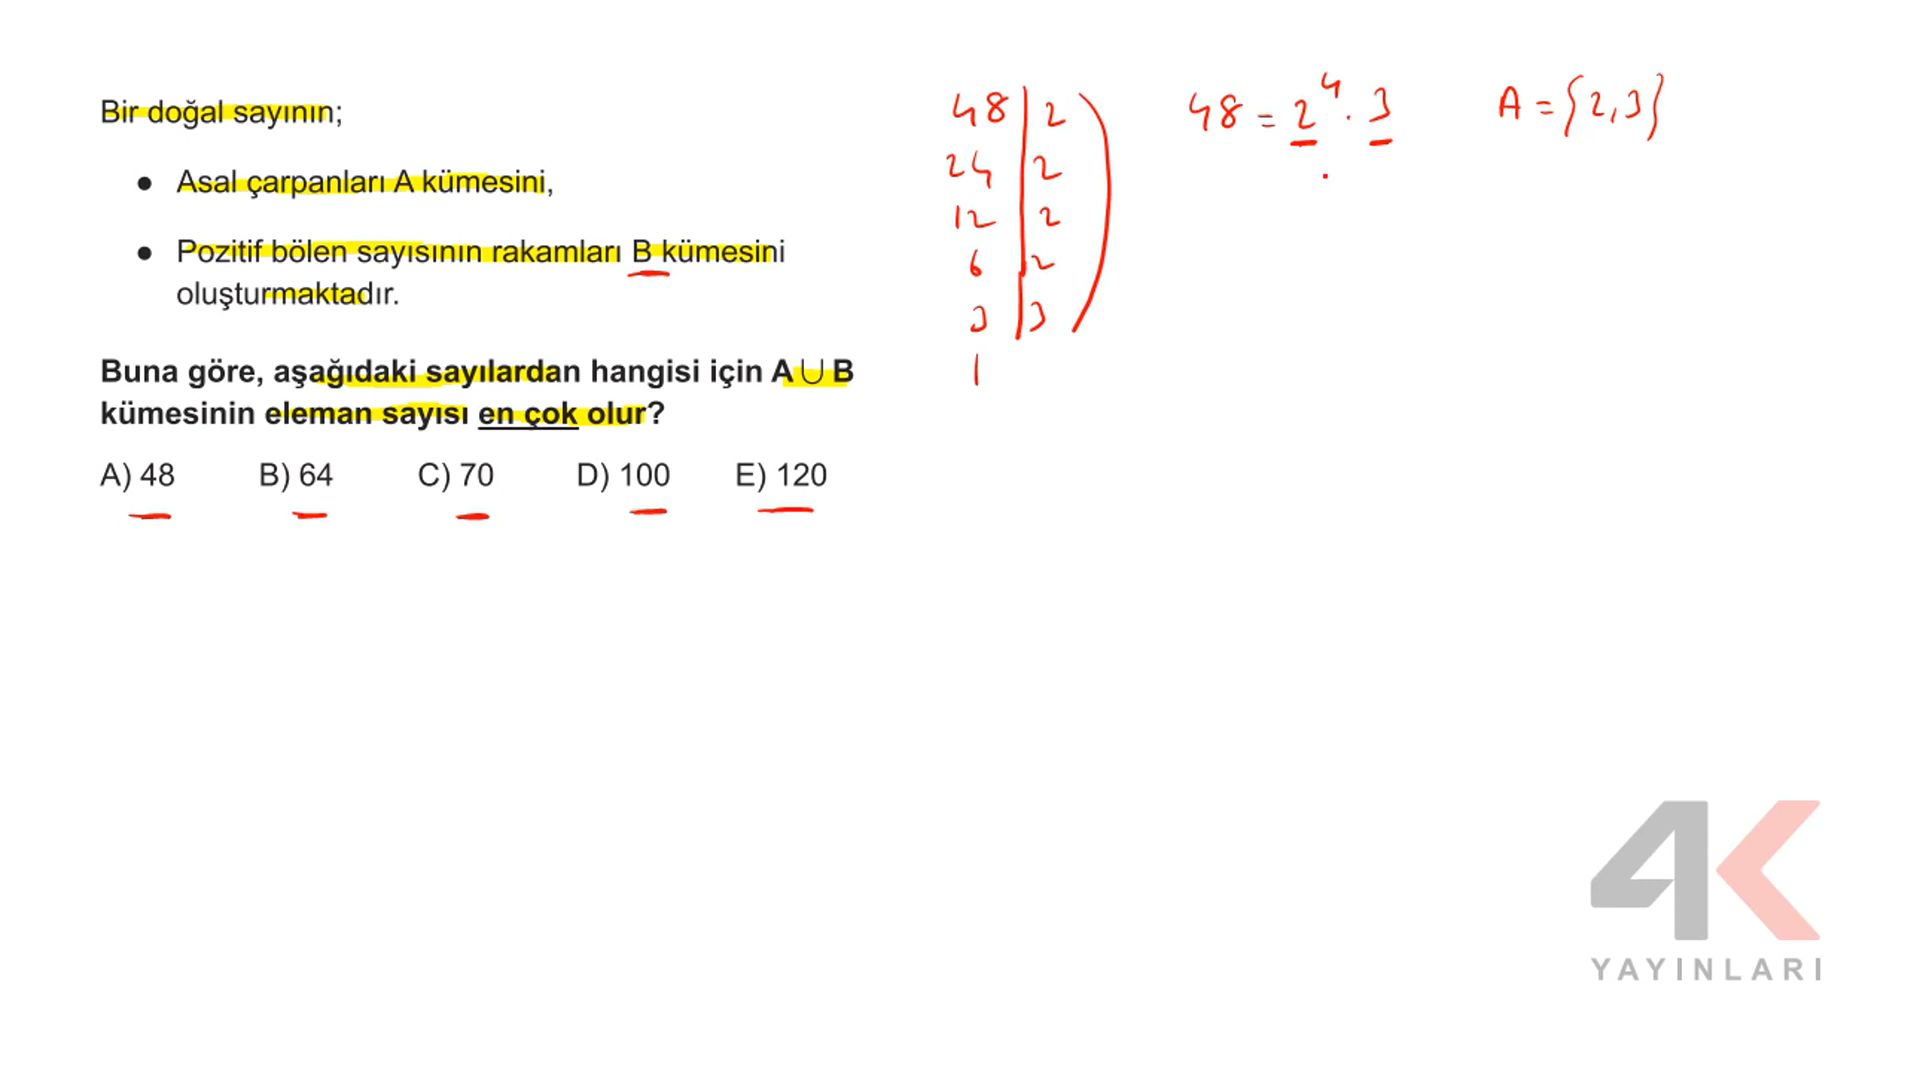 Bir doğal sayının;
● Asal çarpanları A kümesini,
● Pozitif bölen sayısının rakamları B kümesini
oluşturmaktadır.
Buna göre, aşağıdaki sayılardan hangisi için A∪B
kümesinin eleman sayısı en çok olur?
A) 48 B) 64 C) 70 D) 100 E) 120
48 | 2
24 | 2
12 | 2
6 | 2
3 | 3
1
48 = 2⁴ . 3
A = {2,3}
4K
YAYINLARI